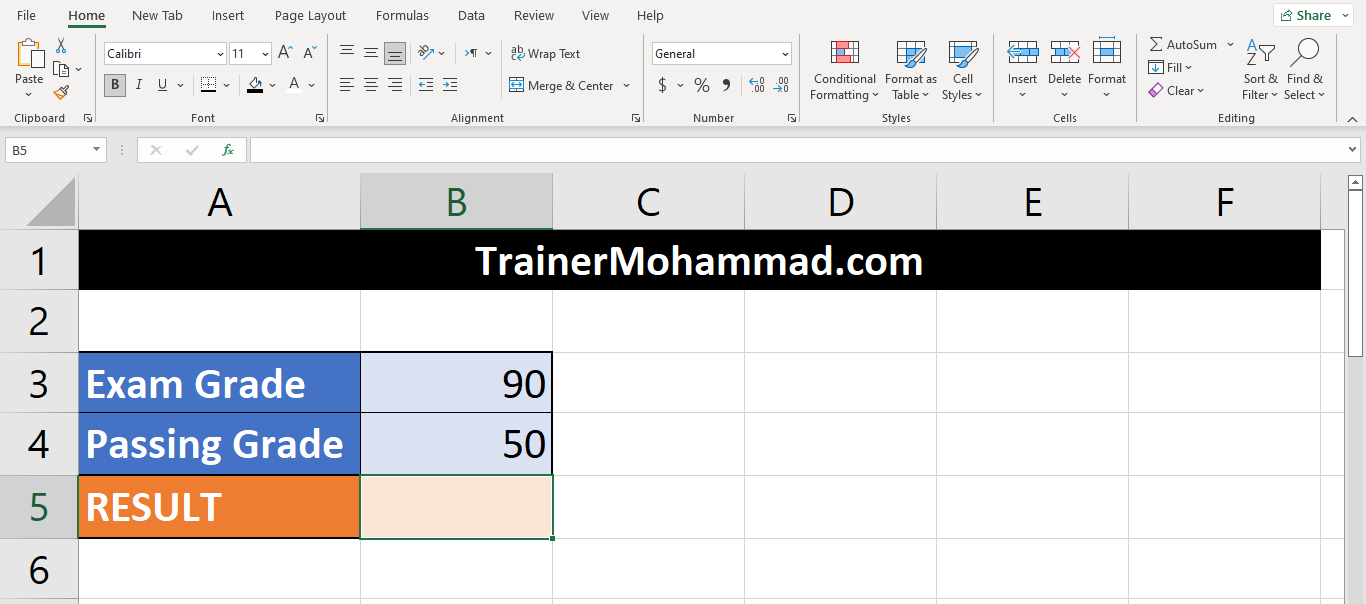 File Home New Tab Insert Page Layout Formulas Data Review View Help Share
Calibri 11 ab Wrap Text General AutoSum
Paste Conditional Format as Cell Insert Delete Format Fill Sort & Find &
B I U A Merge & Center $ % Formatting Table Styles Clear Filter Select
Clipboard Font Alignment Number Styles Cells Editing
B5 fx
A B C D E F
1 TrainerMohammad.com
2
3 Exam Grade 90
4 Passing Grade 50
5 RESULT
6